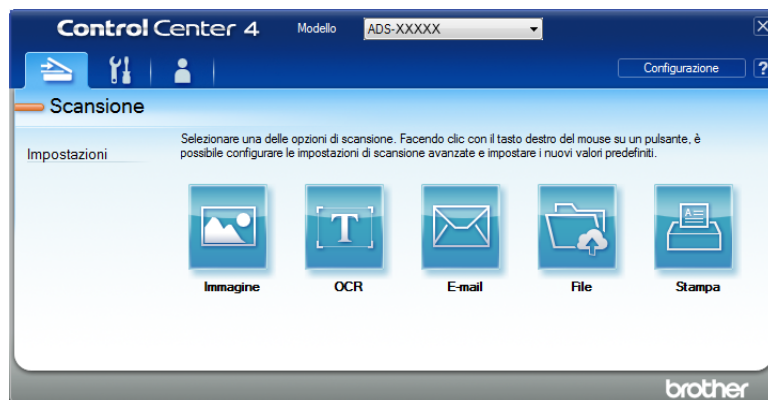 Control Center 4 Modello ADS-XXXXX
Configurazione ?
Scansione
Impostazioni
Selezionare una delle opzioni di scansione. Facendo clic con il tasto destro del mouse su un pulsante, è
possibile configurare le impostazioni di scansione avanzate e impostare i nuovi valori predefiniti.
T
Immagine OCR E-mail File Stampa
brother